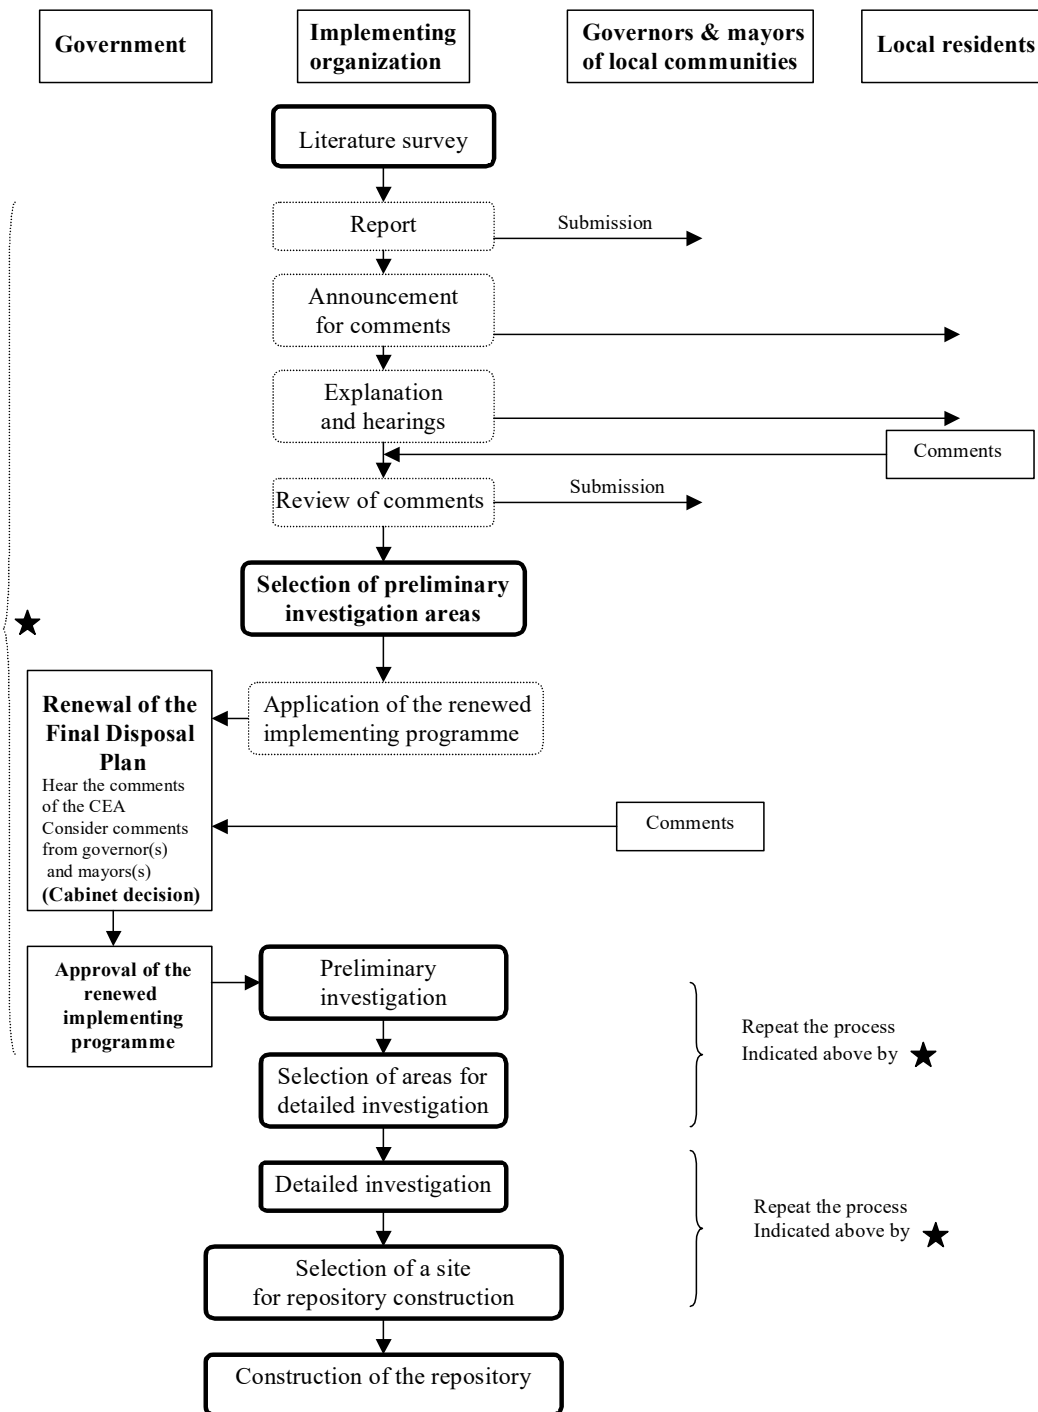 Government
Implementing
organization
Governors & mayors
of local communities
Local residents
Literature survey
Report
Submission
Announcement
for comments
Explanation
and hearings
Comments
Review of comments
Submission
Selection of preliminary
investigation areas
Renewal of the
Final Disposal
Plan
Hear the comments
of the CEA
Consider comments
from governor(s)
and mayors(s)
(Cabinet decision)
Application of the renewed
implementing programme
Comments
Approval of the
renewed
implementing
programme
Preliminary
investigation
Repeat the process
Indicated above by
Selection of areas for
detailed investigation
Detailed investigation
Repeat the process
Indicated above by
Selection of a site
for repository construction
Construction of the repository